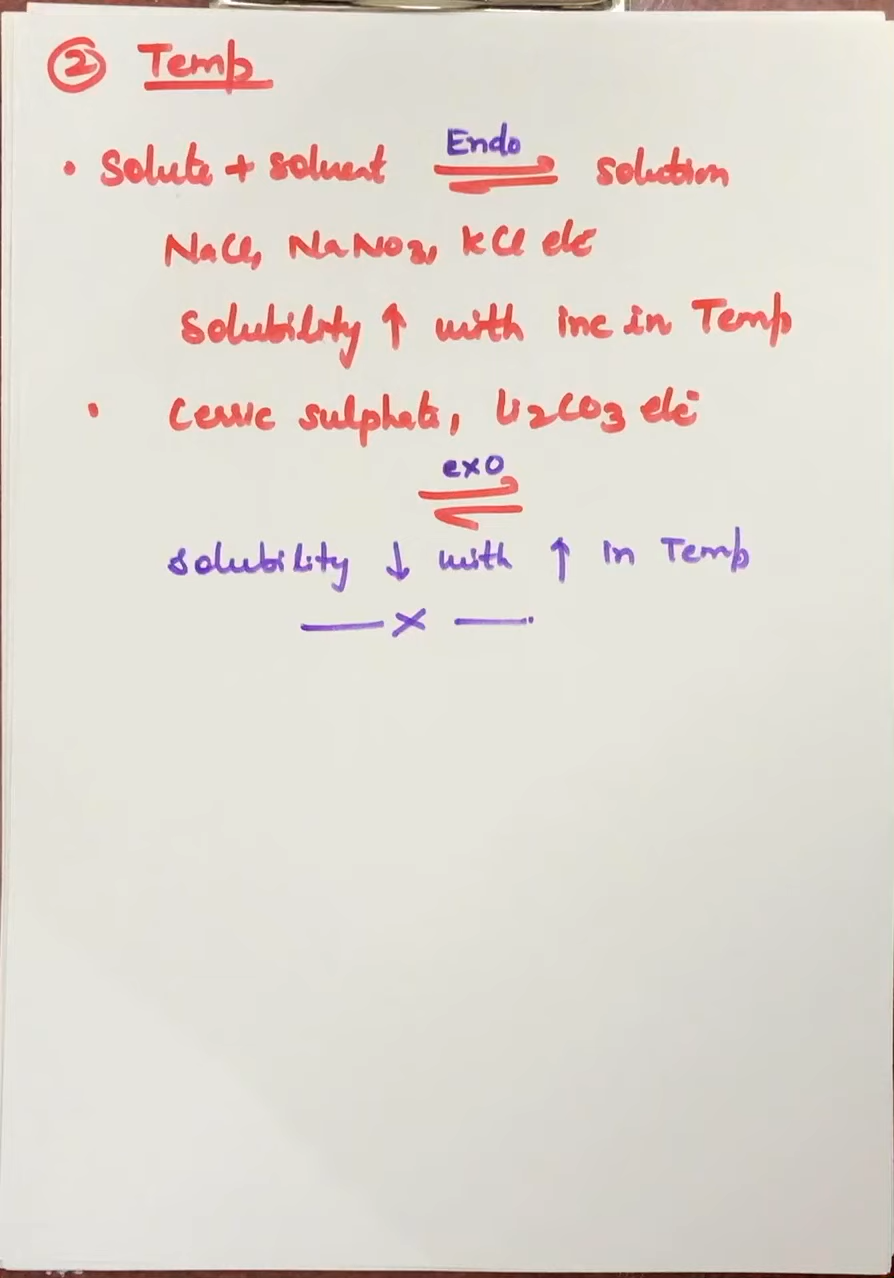 ② Temp
• Solute + solvent ⇌ Endo solution
NaCl, NaNO3, KCl etc
Solubility ↑ with inc in Temp
• Cerric sulphate, Li2CO3 etc
exo
⇌
solubility ↓ with ↑ in Temp
— x —